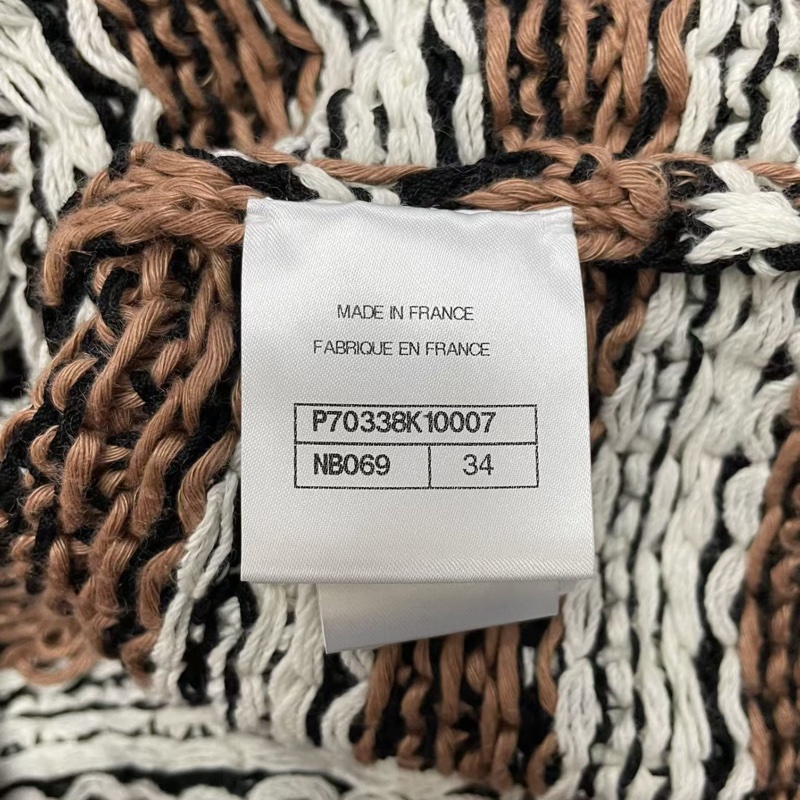 MADE IN FRANCE
FABRIQUE EN FRANCE
P70338K10007
NB069 34